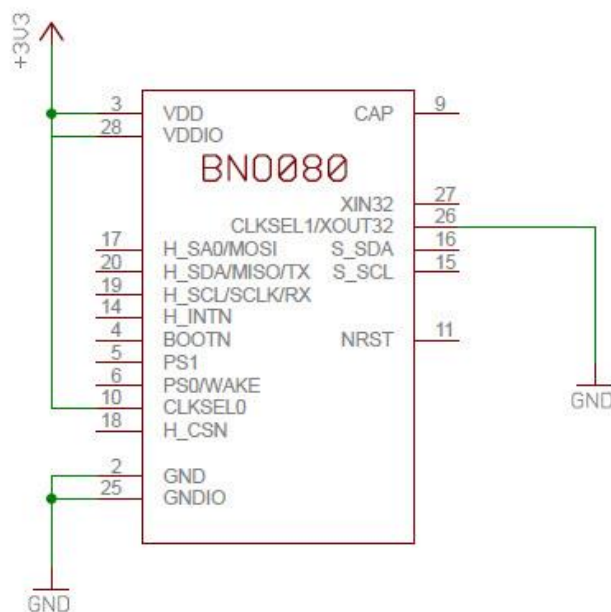 +3V3
3 VDD CAP 9
28 VDDIO
BNO080
XIN32 27
CLKSEL1/XOUT32 26
17 H_SA0/MOSI S_SDA 16
20 H_SDA/MISO/TX S_SCL 15
19 H_SCL/SCLK/RX
14 H_INTN
4 BOOTN NRST 11
5 PS1
6 PS0/WAKE
10 CLKSEL0
18 H_CSN
GND
2 GND
25 GNDIO
GND